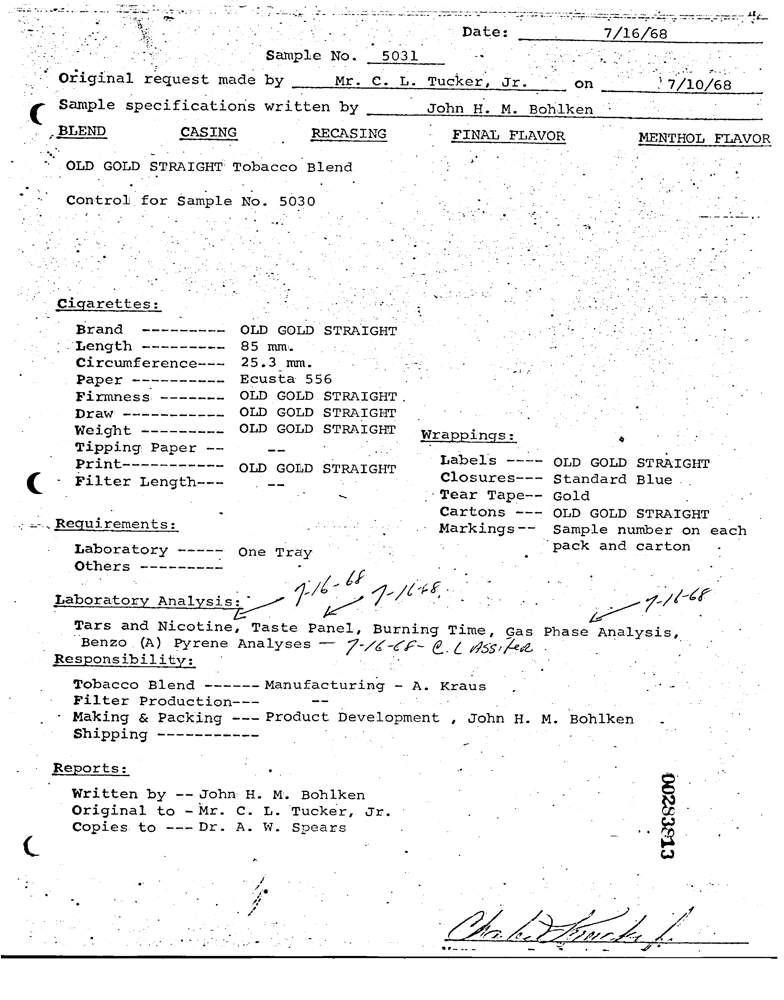 Date: 7/16/68
Sample No. 5031
Original request made by Mr. C. L. Tucker, Jr. on 7/10/68
Sample specifications written by John H. M. Bohlken
BLEND CASING RECASING FINAL FLAVOR MENTHOL FLAVOR
OLD GOLD STRAIGHT Tobacco Blend
Control for Sample No. 5030
Cigarettes:
Brand --------- OLD GOLD STRAIGHT
Length --------- 85 mm.
Circumference--- 25.3 mm.
Paper ---------- Ecusta 556
Firmness ------- OLD GOLD STRAIGHT
Draw ----------- OLD GOLD STRAIGHT
Weight --------- OLD GOLD STRAIGHT
Tipping Paper -- --
Print----------- OLD GOLD STRAIGHT
Filter Length--- --
Wrappings:
Labels ---- OLD GOLD STRAIGHT
Closures--- Standard Blue
Tear Tape-- Gold
Cartons --- OLD GOLD STRAIGHT
Markings-- Sample number on each
pack and carton
Requirements:
Laboratory ----- One Tray
Others ---------
7-16-68 7-16-68 7-16-68
Laboratory Analysis:
Tars and Nicotine, Taste Panel, Burning Time, Gas Phase Analysis,
Benzo (A) Pyrene Analyses — 7-16-68 - C. L
Responsibility:
Tobacco Blend ------ Manufacturing - A. Kraus
Filter Production--- --
Making & Packing --- Product Development , John H. M. Bohlken
Shipping -----------
Reports:
Written by -- John H. M. Bohlken
Original to - Mr. C. L. Tucker, Jr.
Copies to --- Dr. A. W. Spears
00283813